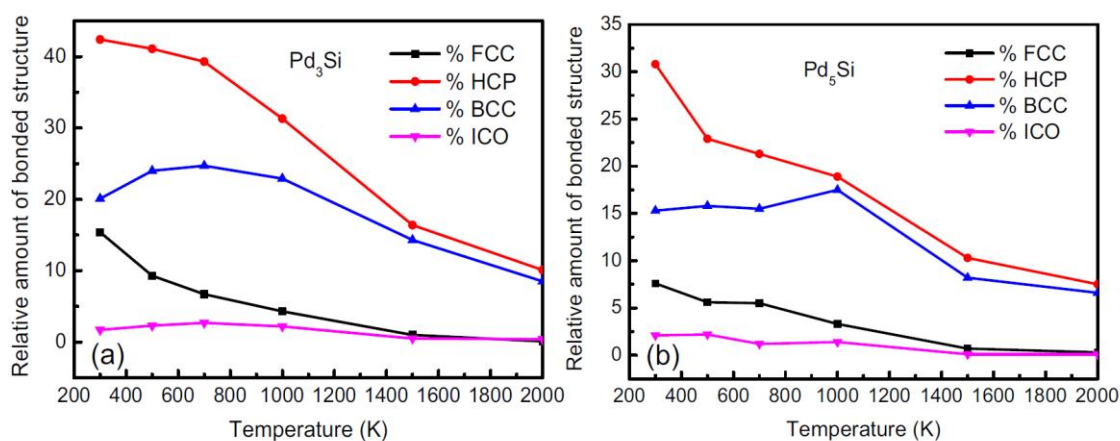 Relative amount of bonded structure
40
30
20
10
0
Pd3Si
% FCC
% HCP
% BCC
% ICO
(a)
200 400 600 800 1000 1200 1400 1600 1800 2000
Temperature (K)
Relative amount of bonded structure
35
30
25
20
15
10
5
0
Pd5Si
% FCC
% HCP
% BCC
% ICO
(b)
200 400 600 800 1000 1200 1400 1600 1800 2000
Temperature (K)